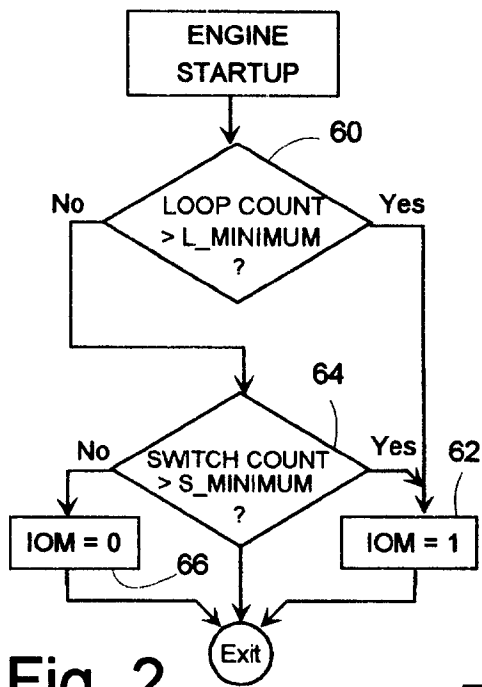 ENGINE
STARTUP
60
No
LOOP COUNT
> L_MINIMUM
?
Yes
64
No
SWITCH COUNT
> S_MINIMUM
?
Yes
62
IOM = 0
66
IOM = 1
Exit
Fig. 2